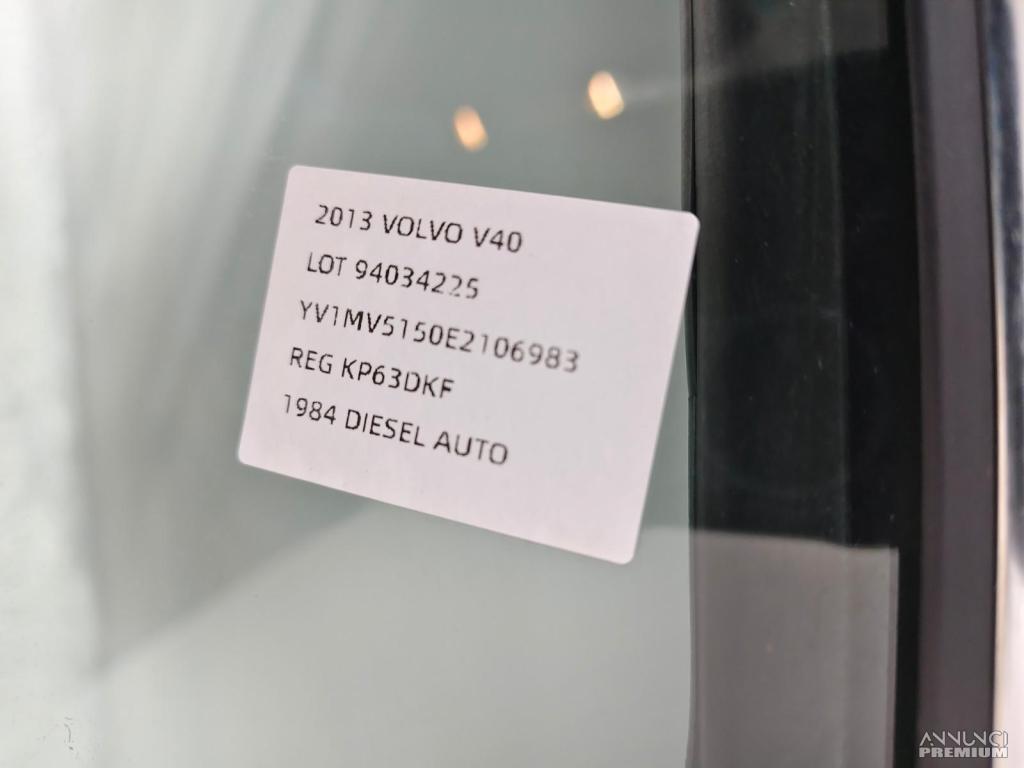 2013 VOLVO V40
LOT 94034225
YV1MV5150E2106983
REG KP63DKF
1984 DIESEL AUTO
ANNUNCI
PREMIUM